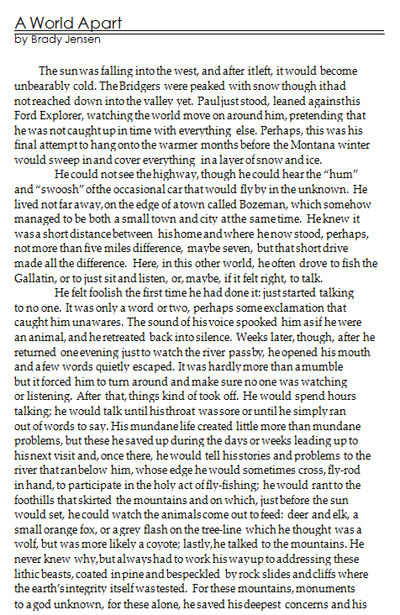 A World Apart
by Brady Jensen
The sun was falling into the west, and after it left, it would become
unbearably cold. The Bridgers were peaked with snow though it had
not reached down into the valley yet. Paul just stood, leaned against his
Ford Explorer, watching the world move on around him, pretending that
he was not caught up in time with everything else. Perhaps, this was his
final attempt to hang onto the warmer months before the Montana winter
would sweep in and cover everything in a layer of snow and ice.
He could not see the highway, though he could hear the “hum”
and “swoosh” of the occasional car that would fly by in the unknown. He
lived not far away, on the edge of a town called Bozeman, which somehow
managed to be both a small town and city at the same time. He knew it
was a short distance between his home and where he now stood, perhaps,
not more than five miles difference, maybe seven, but that short drive
made all the difference. Here, in this other world, he often drove to fish the
Gallatin, or to just sit and listen, or, maybe, if it felt right, to talk.
He felt foolish the first time he had done it: just started talking
to no one. It was only a word or two, perhaps some exclamation that
caught him unawares. The sound of his voice spooked him as if he were
an animal, and he retreated back into silence. Weeks later, though, after he
returned one evening just to watch the river pass by, he opened his mouth
and a few words quietly escaped. It was hardly more than a mumble
but it forced him to turn around and make sure no one was watching
or listening. After that, things kind of took off. He would spend hours
talking; he would talk until his throat was sore or until he simply ran
out of words to say. His mundane life created little more than mundane
problems, but these he saved up during the days or weeks leading up to
his next visit and, once there, he would tell his stories and problems to the
river that ran below him, whose edge he would sometimes cross, fly-rod
in hand, to participate in the holy act of fly-fishing; he would rant to the
foothills that skirted the mountains and on which, just before the sun
would set, he could watch the animals come out to feed: deer and elk, a
small orange fox, or a grey flash on the tree-line which he thought was a
wolf, but was more likely a coyote; lastly, he talked to the mountains. He
never knew why, but always had to work his way up to addressing these
lithic beasts, coated in pine and bespeckled by rock slides and cliffs where
the earth’s integrity itself was tested. For these mountains, monuments
to a god unknown, for these alone, he saved his deepest concerns and his